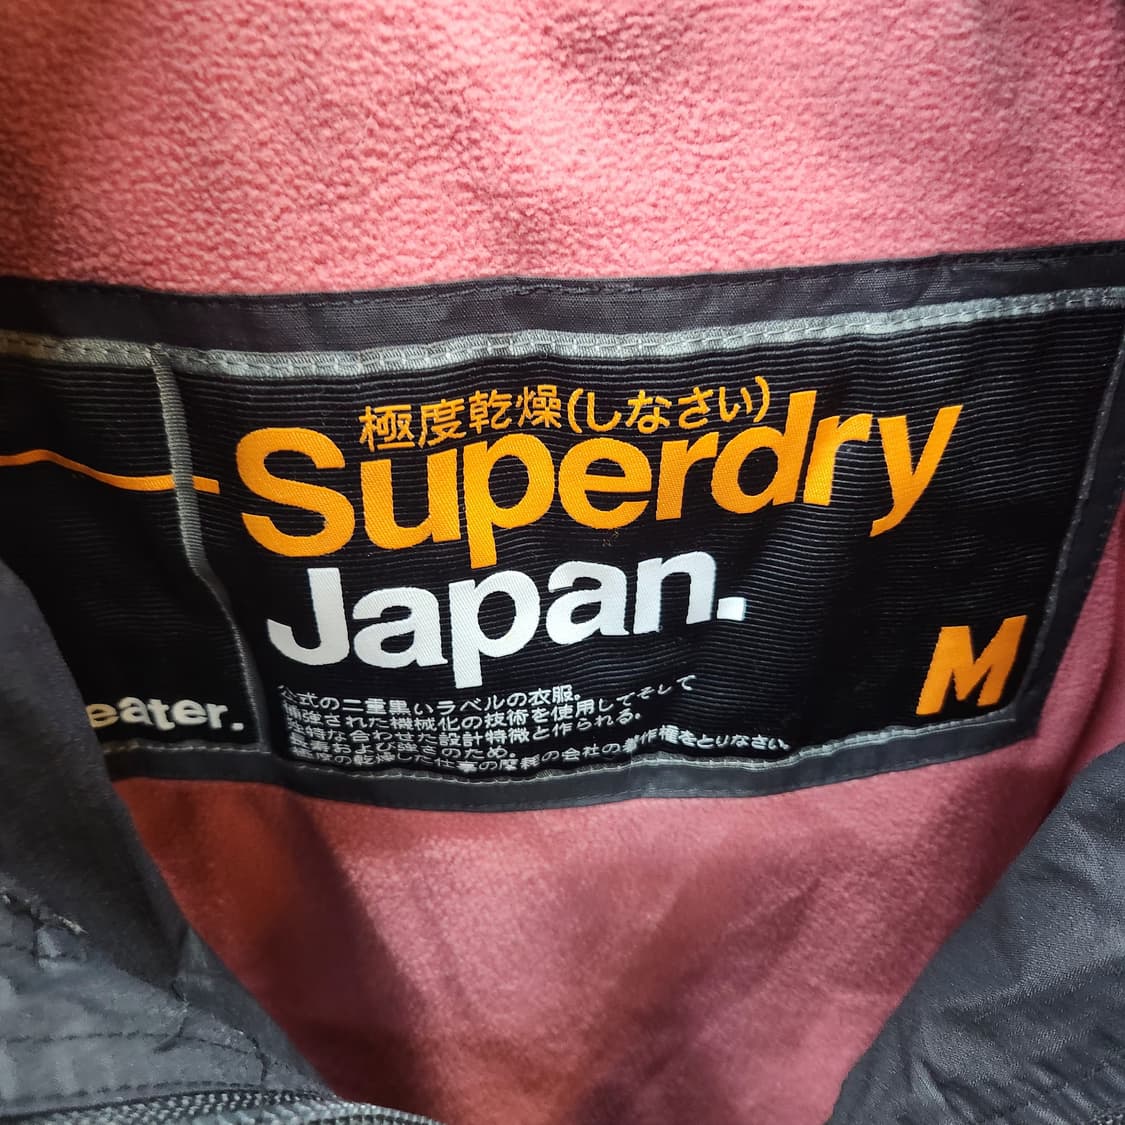 極度乾燥(しなさい)
Superdry
Japan.
M
eater.
公式の二重黒いラベルの衣服。
補強された機械化の技術を使用してそして
独特な合わせた設計特徴と作られる。
および強さのため。
の乾燥した仕事の摩耗の会社の著作権をとりなさい。